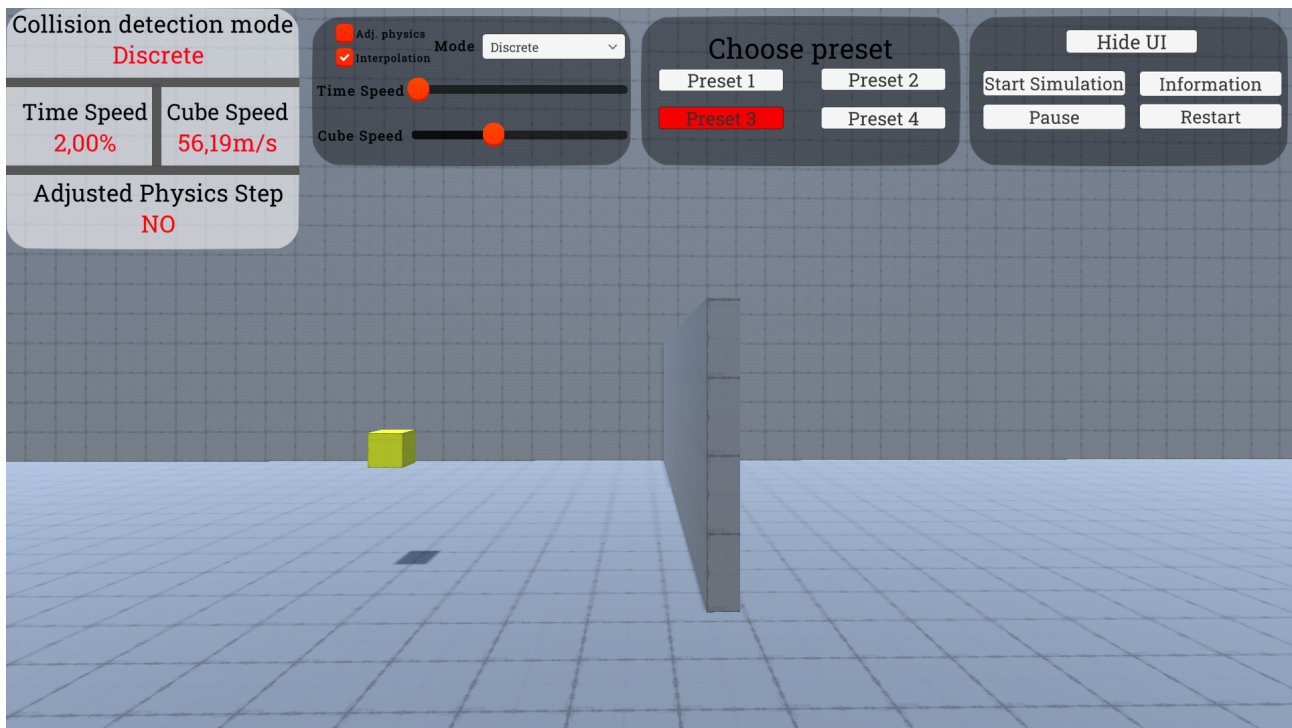 Collision detection mode
Discrete
Time Speed
2,00%
Cube Speed
56,19m/s
Adjusted Physics Step
NO
Adj. physics
Interpolation
Mode
Discrete
Time Speed
Cube Speed
Choose preset
Preset 1
Preset 2
Preset 3
Preset 4
Hide UI
Start Simulation
Information
Pause
Restart